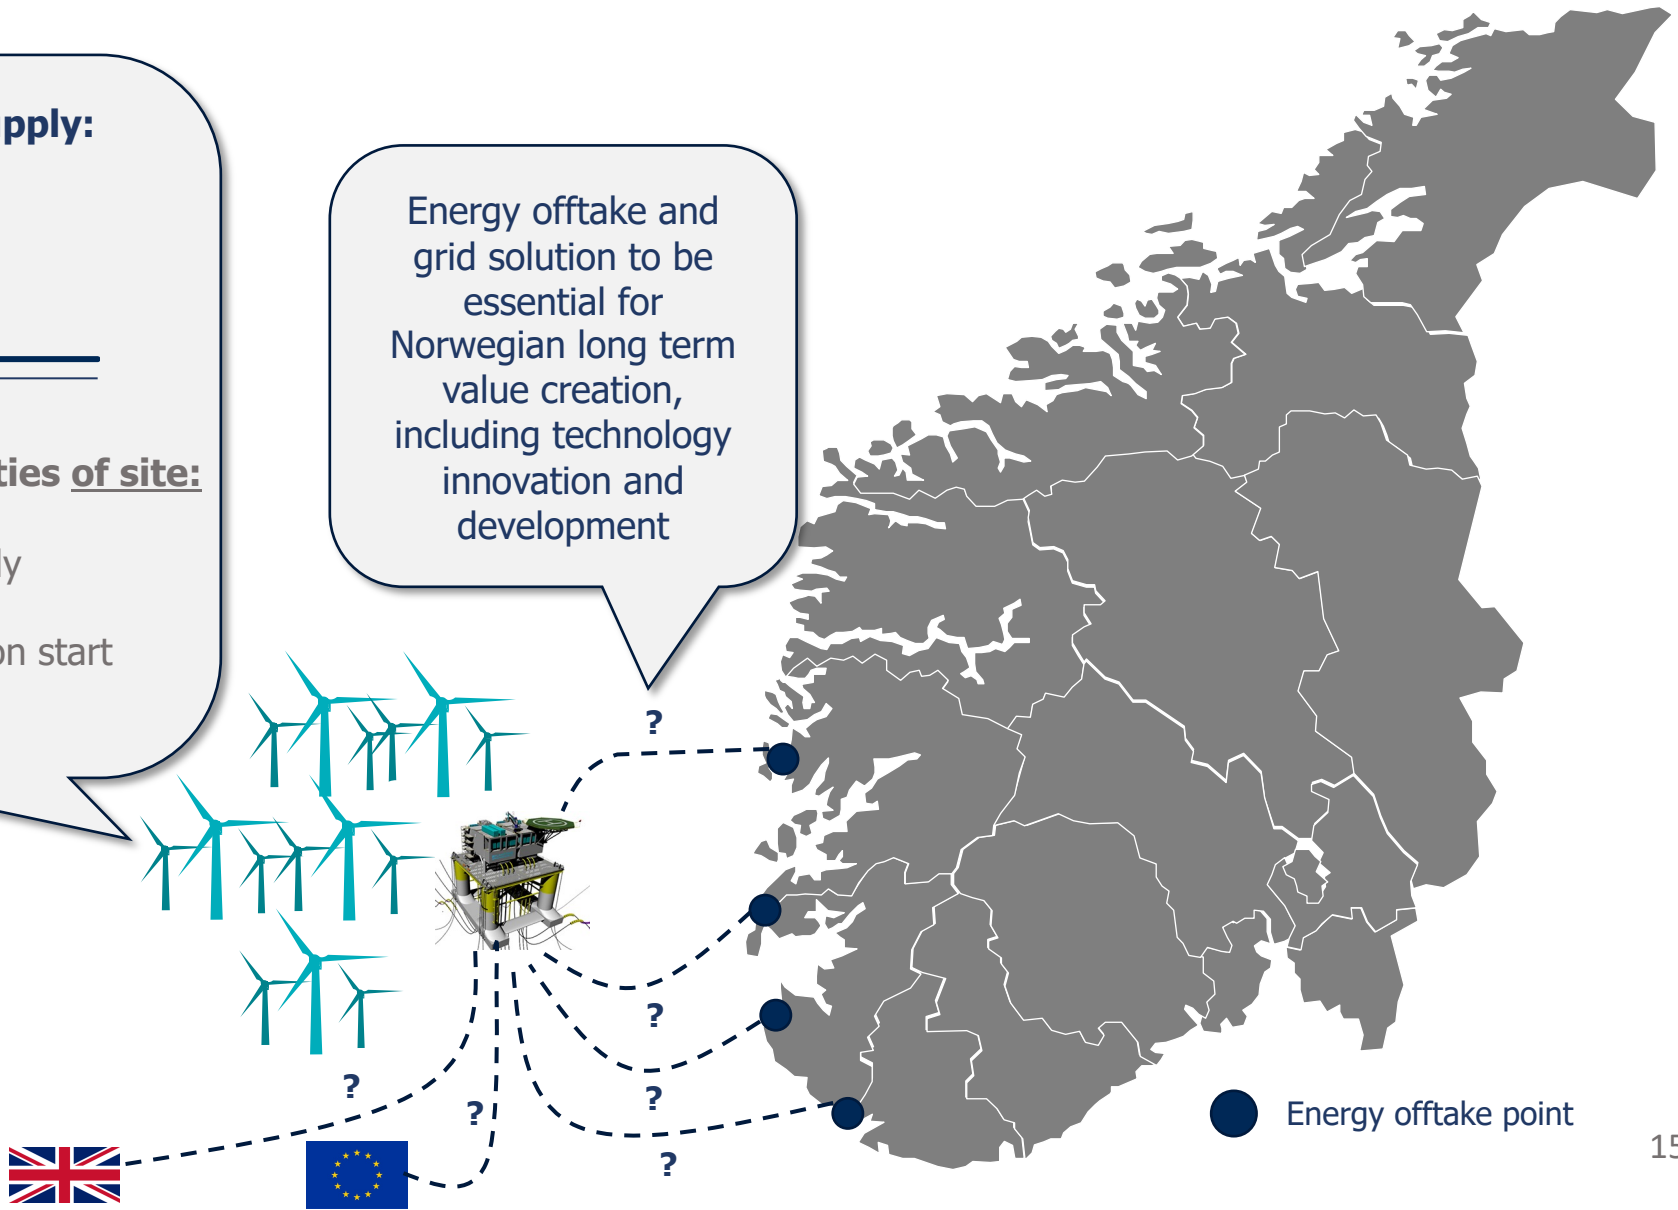 pply:
ties of site:
ly
on start
Energy offtake and
grid solution to be
essential for
Norwegian long term
value creation,
including technology
innovation and
development
?
?
?
?
?
?
Energy offtake point
15